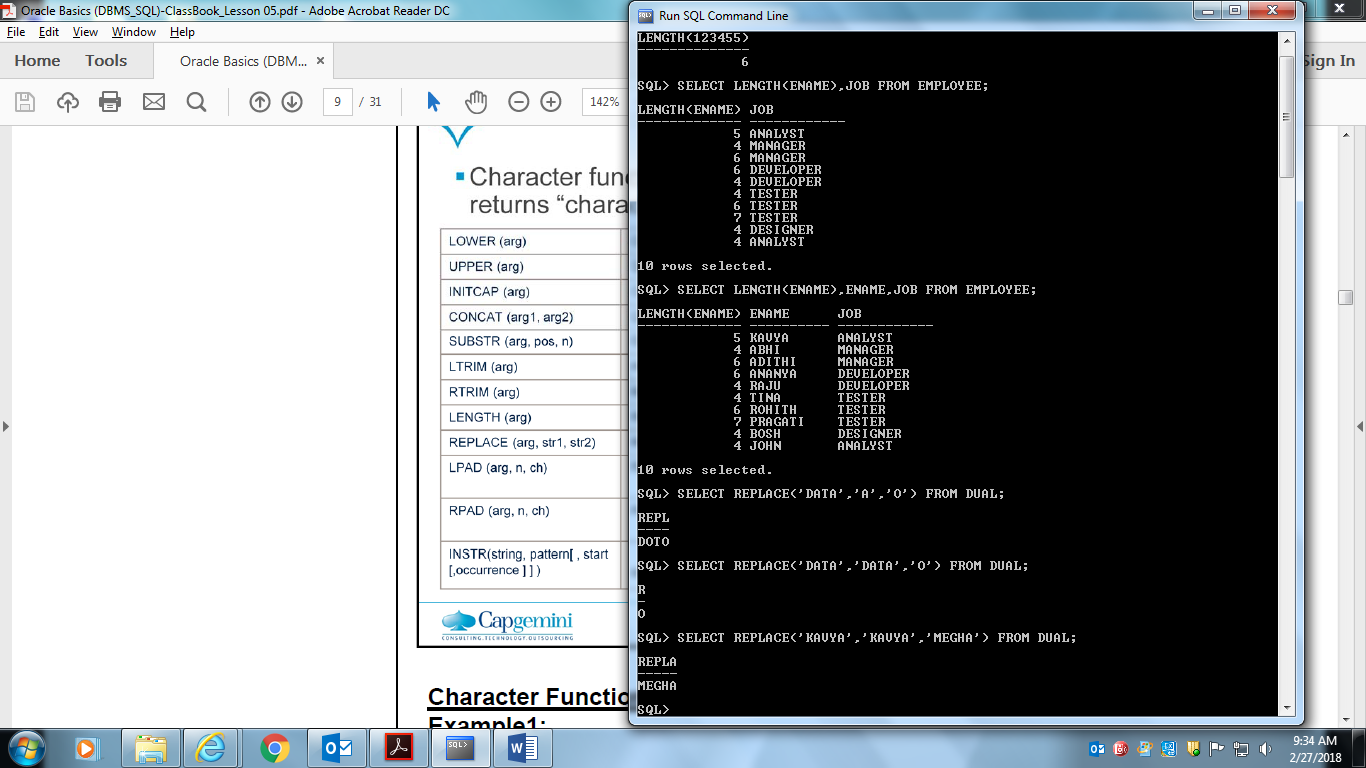 Oracle Basics (DBMS_SQL)-ClassBook_Lesson 05.pdf - Adobe Acrobat Reader DC
File Edit View Window Help
Home Tools Oracle Basics (DBM... × Sign In
9 / 31 142%
Character func
returns “chara
LOWER (arg)
UPPER (arg)
INITCAP (arg)
CONCAT (arg1, arg2)
SUBSTR (arg, pos, n)
LTRIM (arg)
RTRIM (arg)
LENGTH (arg)
REPLACE (arg, str1, str2)
LPAD (arg, n, ch)
RPAD (arg, n, ch)
INSTR(string, pattern[ , start
[,occurrence ] ] )
Capgemini
CONSULTING.TECHNOLOGY.OUTSOURCING
Character Functio
Example1:
Run SQL Command Line
LENGTH(123455)
--------------
6
SQL> SELECT LENGTH(ENAME),JOB FROM EMPLOYEE;
LENGTH(ENAME) JOB
------------- ------------
5 ANALYST
4 MANAGER
6 MANAGER
6 DEVELOPER
4 DEVELOPER
4 TESTER
6 TESTER
7 TESTER
4 DESIGNER
4 ANALYST
10 rows selected.
SQL> SELECT LENGTH(ENAME),ENAME,JOB FROM EMPLOYEE;
LENGTH(ENAME) ENAME JOB
------------- ---------- ------------
5 KAVYA ANALYST
4 ABHI MANAGER
6 ADITHI MANAGER
6 ANANYA DEVELOPER
4 RAJU DEVELOPER
4 TINA TESTER
6 ROHITH TESTER
7 PRAGATI TESTER
4 BOSH DESIGNER
4 JOHN ANALYST
10 rows selected.
SQL> SELECT REPLACE('DATA','A','O') FROM DUAL;
REPL
----
DOTO
SQL> SELECT REPLACE('DATA','DATA','O') FROM DUAL;
R
-
O
SQL> SELECT REPLACE('KAVYA','KAVYA','MEGHA') FROM DUAL;
REPLA
-----
MEGHA
SQL>
9:34 AM
2/27/2018